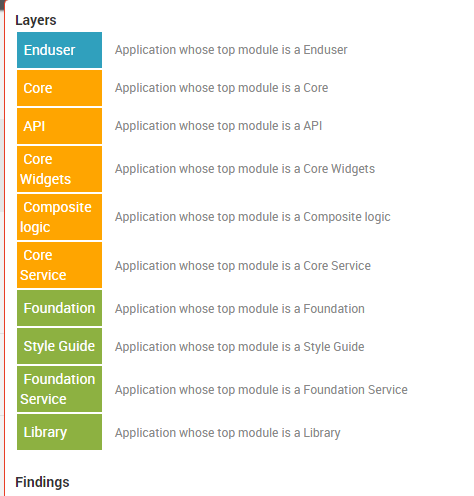 Layers
Enduser Application whose top module is a Enduser
Core Application whose top module is a Core
API Application whose top module is a API
Core
Widgets Application whose top module is a Core Widgets
Composite
logic Application whose top module is a Composite logic
Core
Service Application whose top module is a Core Service
Foundation Application whose top module is a Foundation
Style Guide Application whose top module is a Style Guide
Foundation
Service Application whose top module is a Foundation Service
Library Application whose top module is a Library
Findings